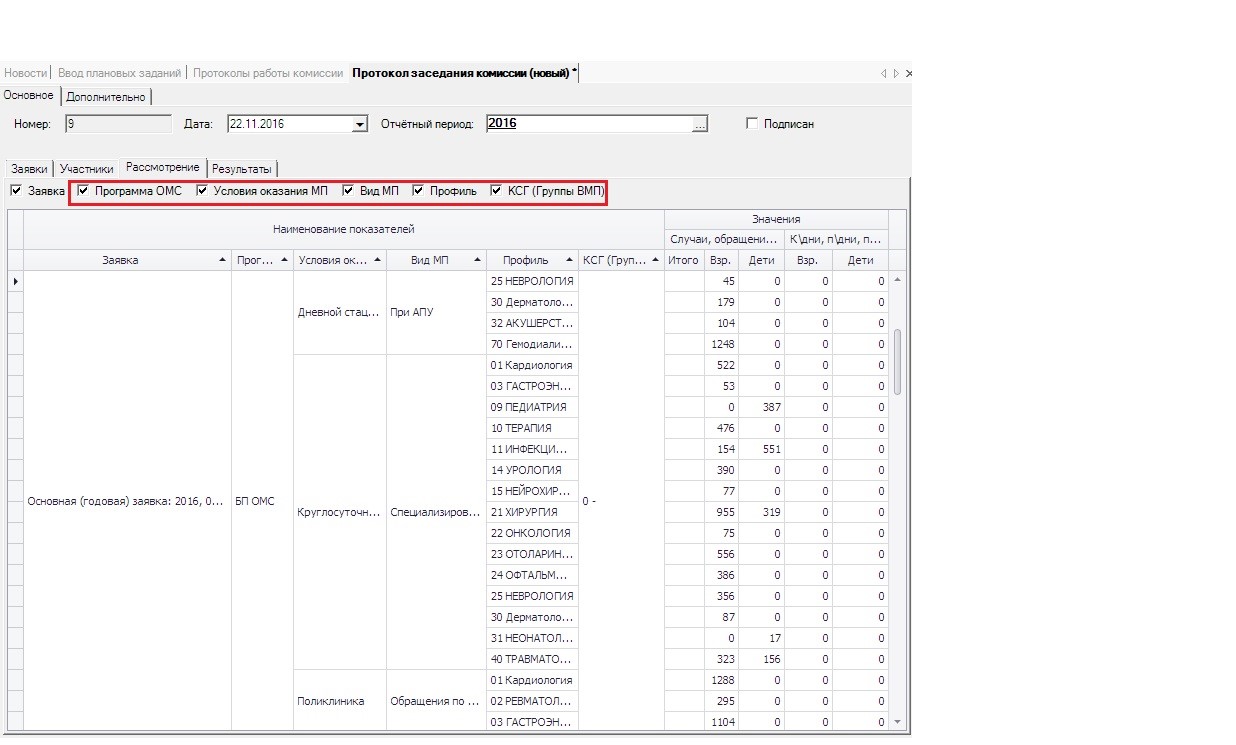 Новости Ввод плановых заданий Протоколы работы комиссии Протокол заседания комиссии (новый) *
Основное Дополнительно
Номер: 9 Дата: 22.11.2016 Отчётный период: 2016 ... Подписан
Заявки Участники Рассмотрение Результаты
Заявка Программа ОМС Условия оказания МП Вид МП Профиль КСГ (Группы ВМП)
Наименование показателей Значения
Случаи, обращени... К\дни, п\дни, п...
Заявка Прог... Условия ок... Вид МП Профиль КСГ (Груп... Итого Взр. Дети Взр. Дети
25 НЕВРОЛОГИЯ 45 0 0 0
30 Дерматоло... 179 0 0 0
Дневной стац... При АПУ
32 АКУШЕРСТ... 104 0 0 0
70 Гемодиали... 1248 0 0 0
01 Кардиология 522 0 0 0
03 ГАСТРОЭН... 53 0 0 0
09 ПЕДИАТРИЯ 0 387 0 0
10 ТЕРАПИЯ 476 0 0 0
11 ИНФЕКЦИ... 154 551 0 0
14 УРОЛОГИЯ 390 0 0 0
15 НЕЙРОХИР... 77 0 0 0
Основная (годовая) заявка: 2016, 0... БП ОМС 0 -
Круглосуточн... Специализиров... 21 ХИРУРГИЯ 955 319 0 0
22 ОНКОЛОГИЯ 75 0 0 0
23 ОТОЛАРИН... 556 0 0 0
24 ОФТАЛЬМ... 386 0 0 0
25 НЕВРОЛОГИЯ 356 0 0 0
30 Дерматоло... 87 0 0 0
31 НЕОНАТОЛ... 0 17 0 0
40 ТРАВМАТО... 323 156 0 0
01 Кардиология 1288 0 0 0
Поликлиника Обращения по ... 02 РЕВМАТОЛ... 295 0 0 0
03 ГАСТРОЭН... 1104 0 0 0